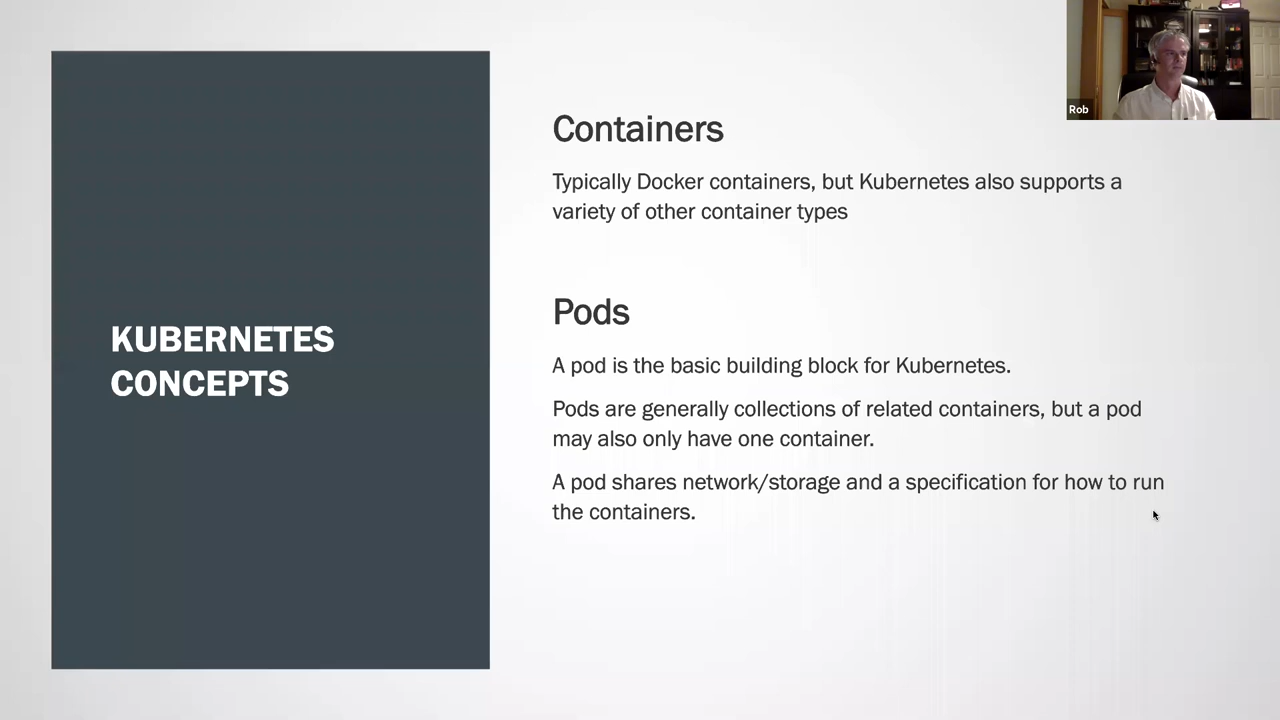 Rob
KUBERNETES
CONCEPTS
Containers
Typically Docker containers, but Kubernetes also supports a
variety of other container types
Pods
A pod is the basic building block for Kubernetes.
Pods are generally collections of related containers, but a pod
may also only have one container.
A pod shares network/storage and a specification for how to run
the containers.